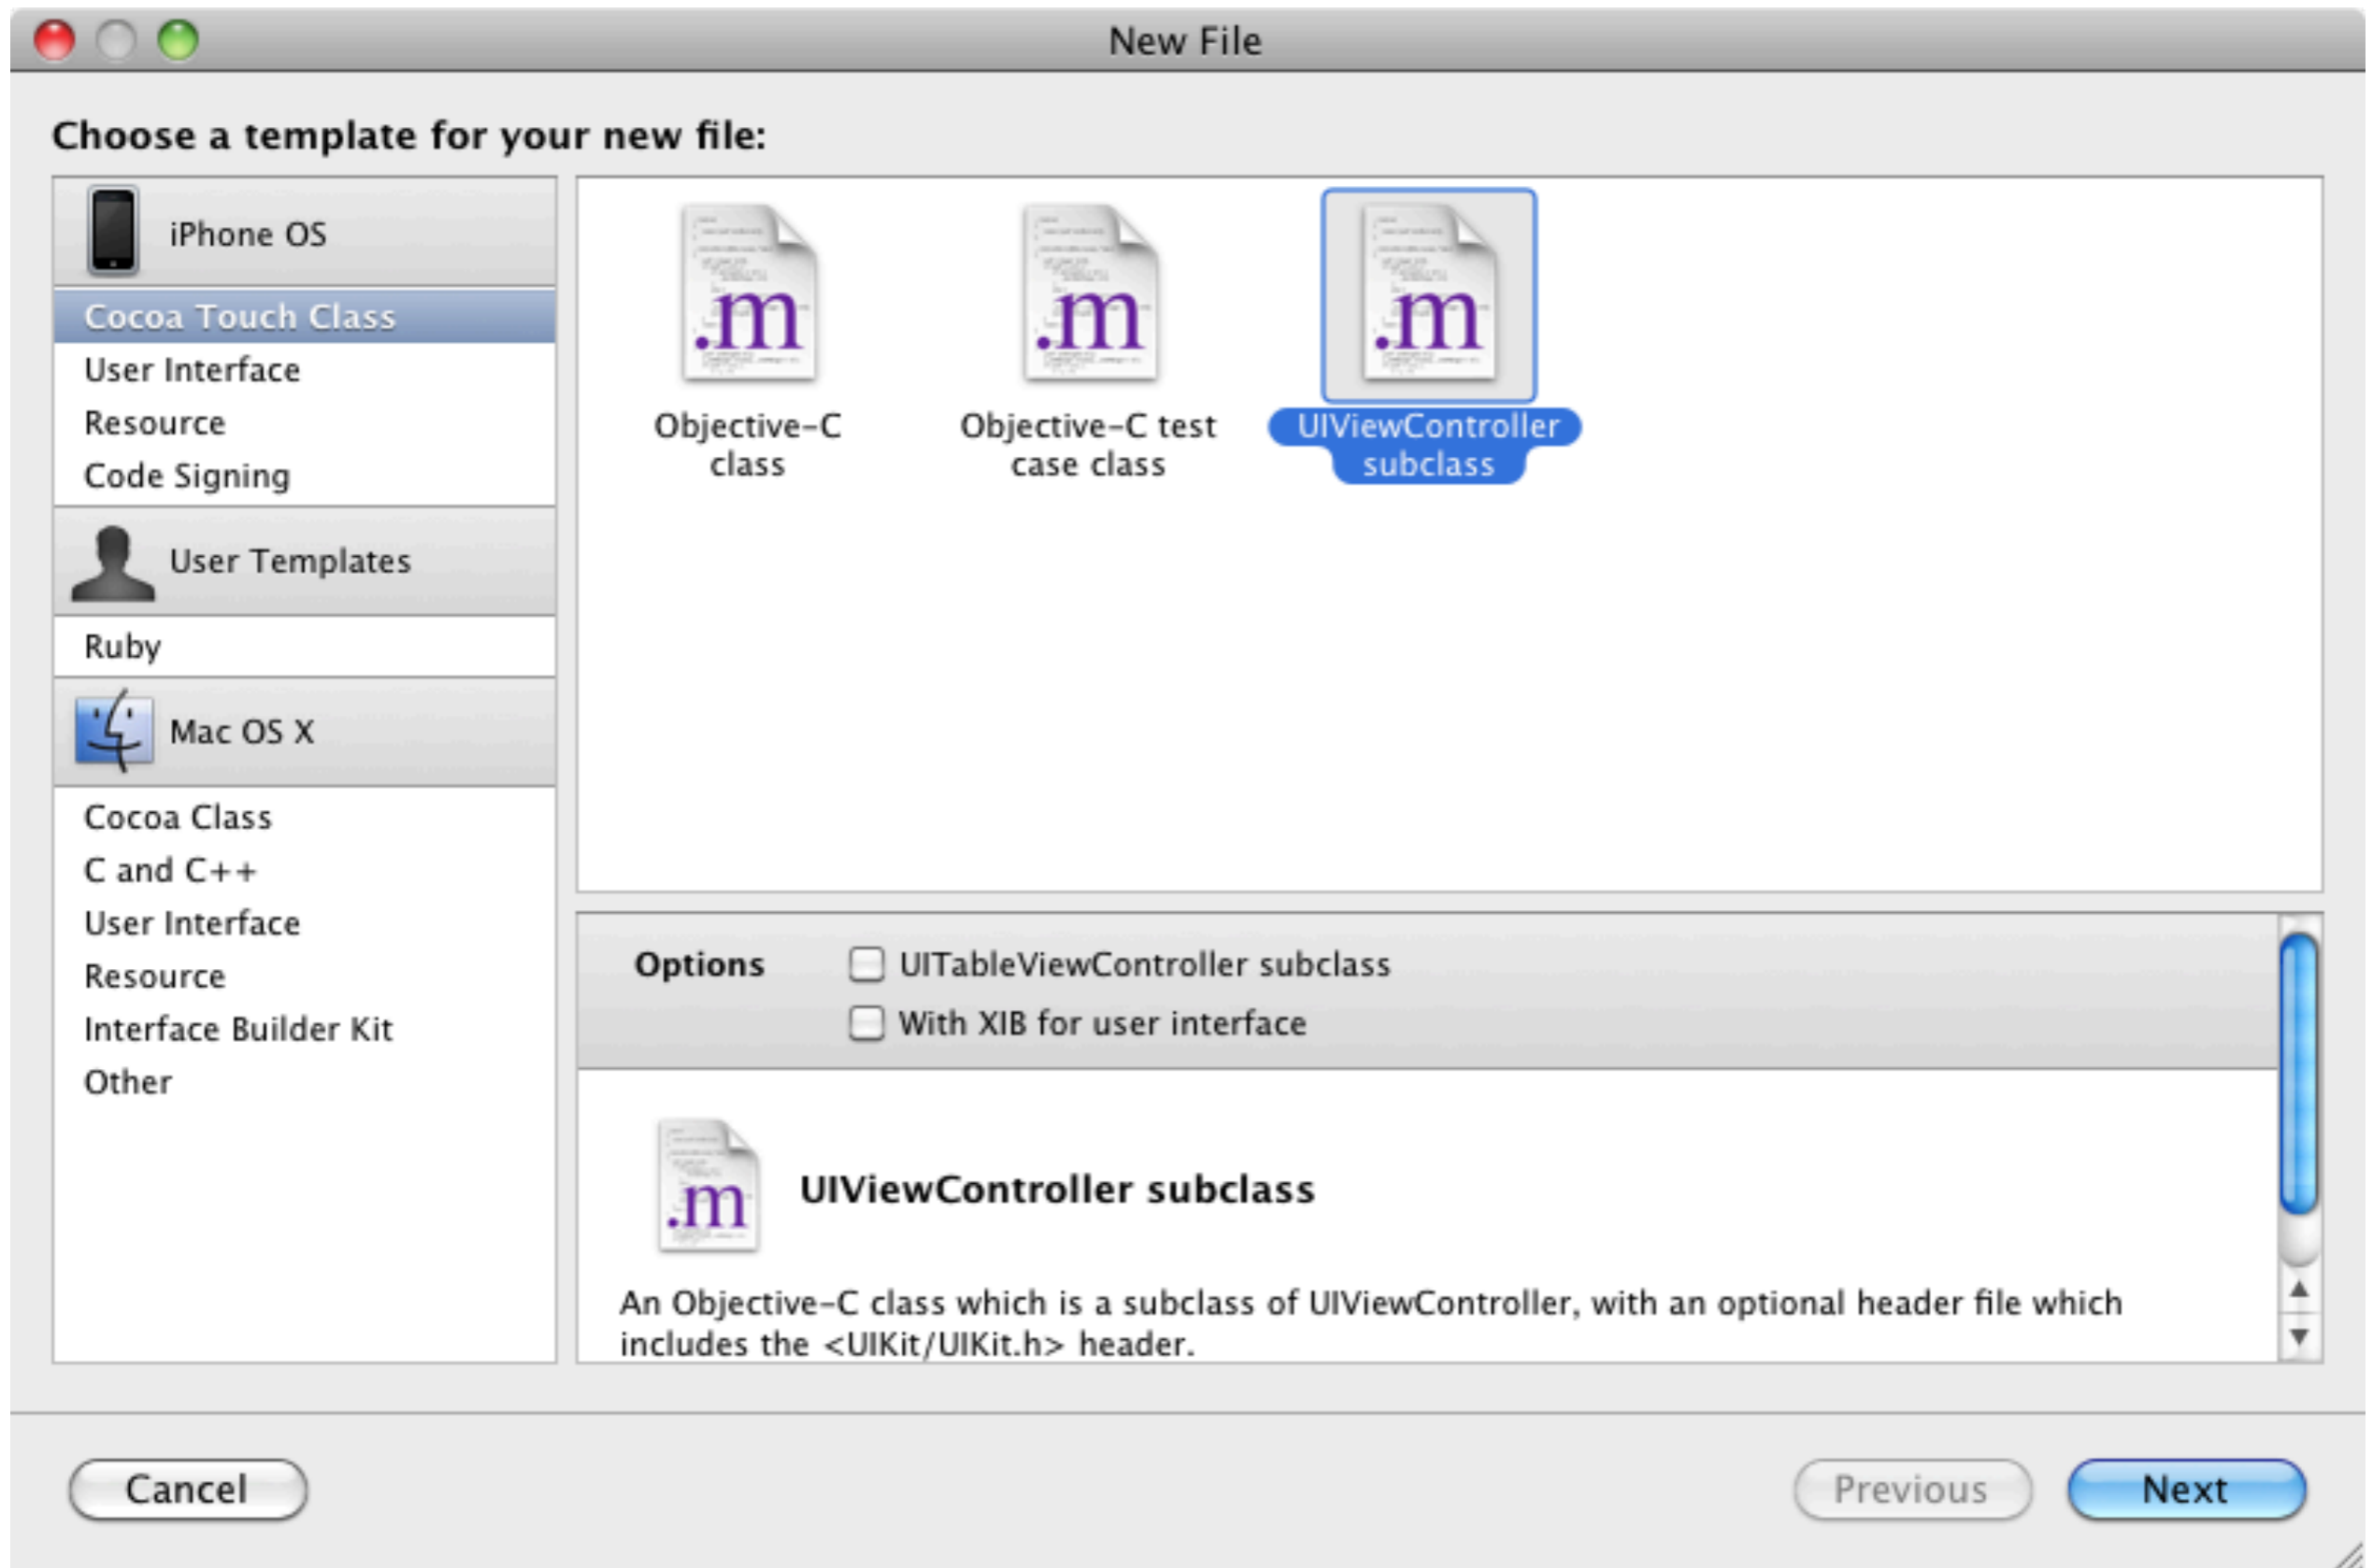 New File
Choose a template for your new file:
iPhone OS
Cocoa Touch Class
User Interface
Resource
Code Signing
User Templates
Ruby
Mac OS X
Cocoa Class
C and C++
User Interface
Resource
Interface Builder Kit
Other
.m
Objective-C
class
.m
Objective-C test
case class
.m
UIViewController
subclass
Options
UITableViewController subclass
With XIB for user interface
.m
UIViewController subclass
An Objective-C class which is a subclass of UIViewController, with an optional header file which
includes the <UIKit/UIKit.h> header.
Cancel
Previous
Next